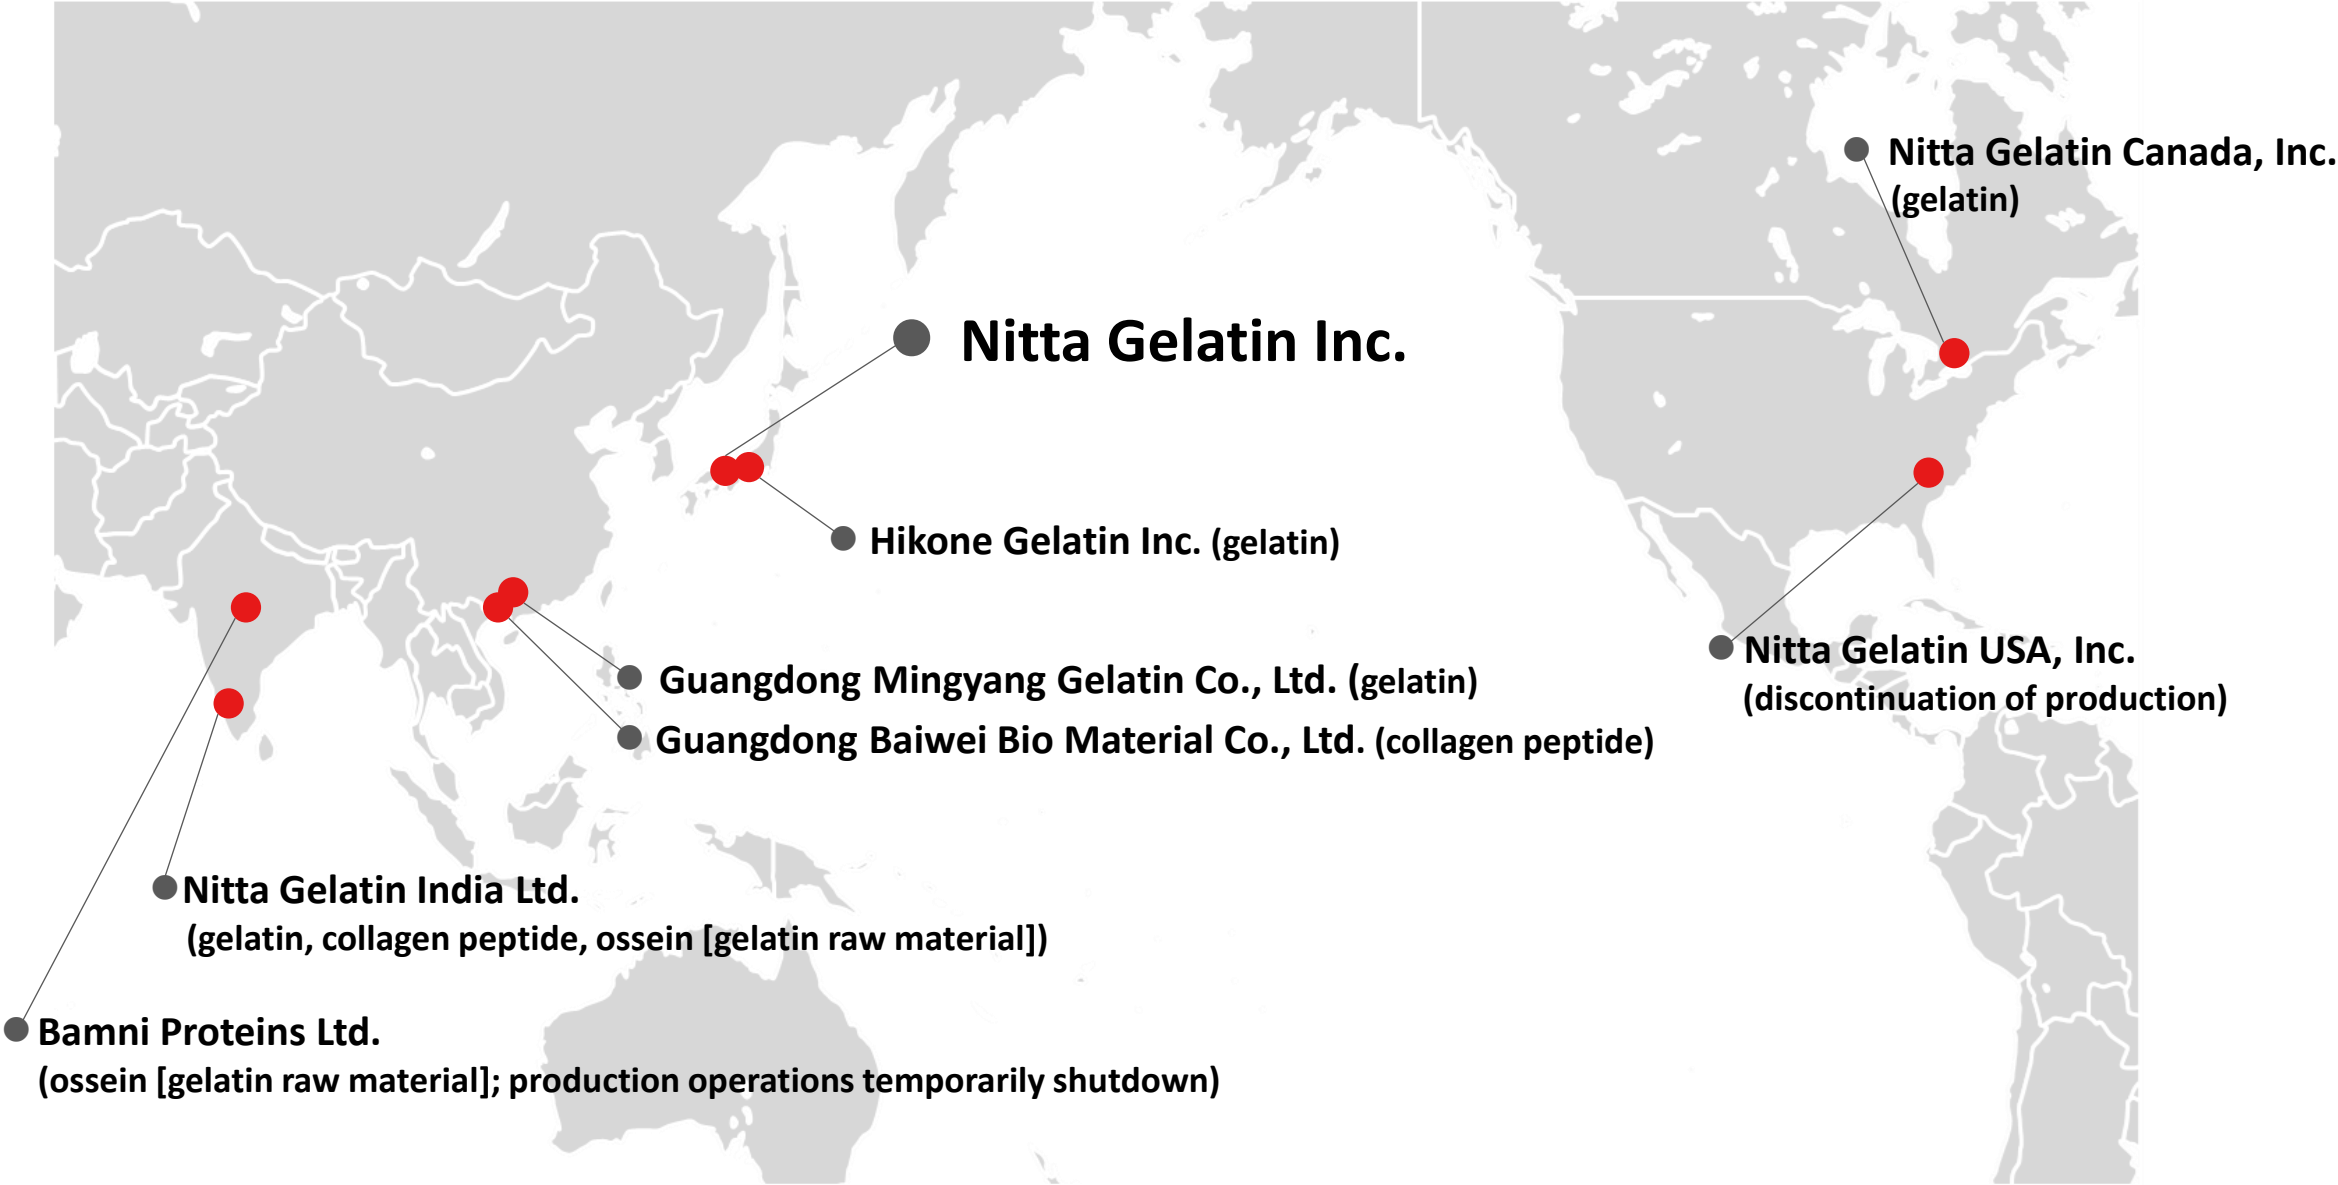 Nitta Gelatin Canada, Inc.
(gelatin)
Nitta Gelatin Inc.
Hikone Gelatin Inc. (gelatin)
Guangdong Mingyang Gelatin Co., Ltd. (gelatin)
Guangdong Baiwei Bio Material Co., Ltd. (collagen peptide)
Nitta Gelatin USA, Inc.
(discontinuation of production)
Nitta Gelatin India Ltd.
(gelatin, collagen peptide, ossein [gelatin raw material])
Bamni Proteins Ltd.
(ossein [gelatin raw material]; production operations temporarily shutdown)